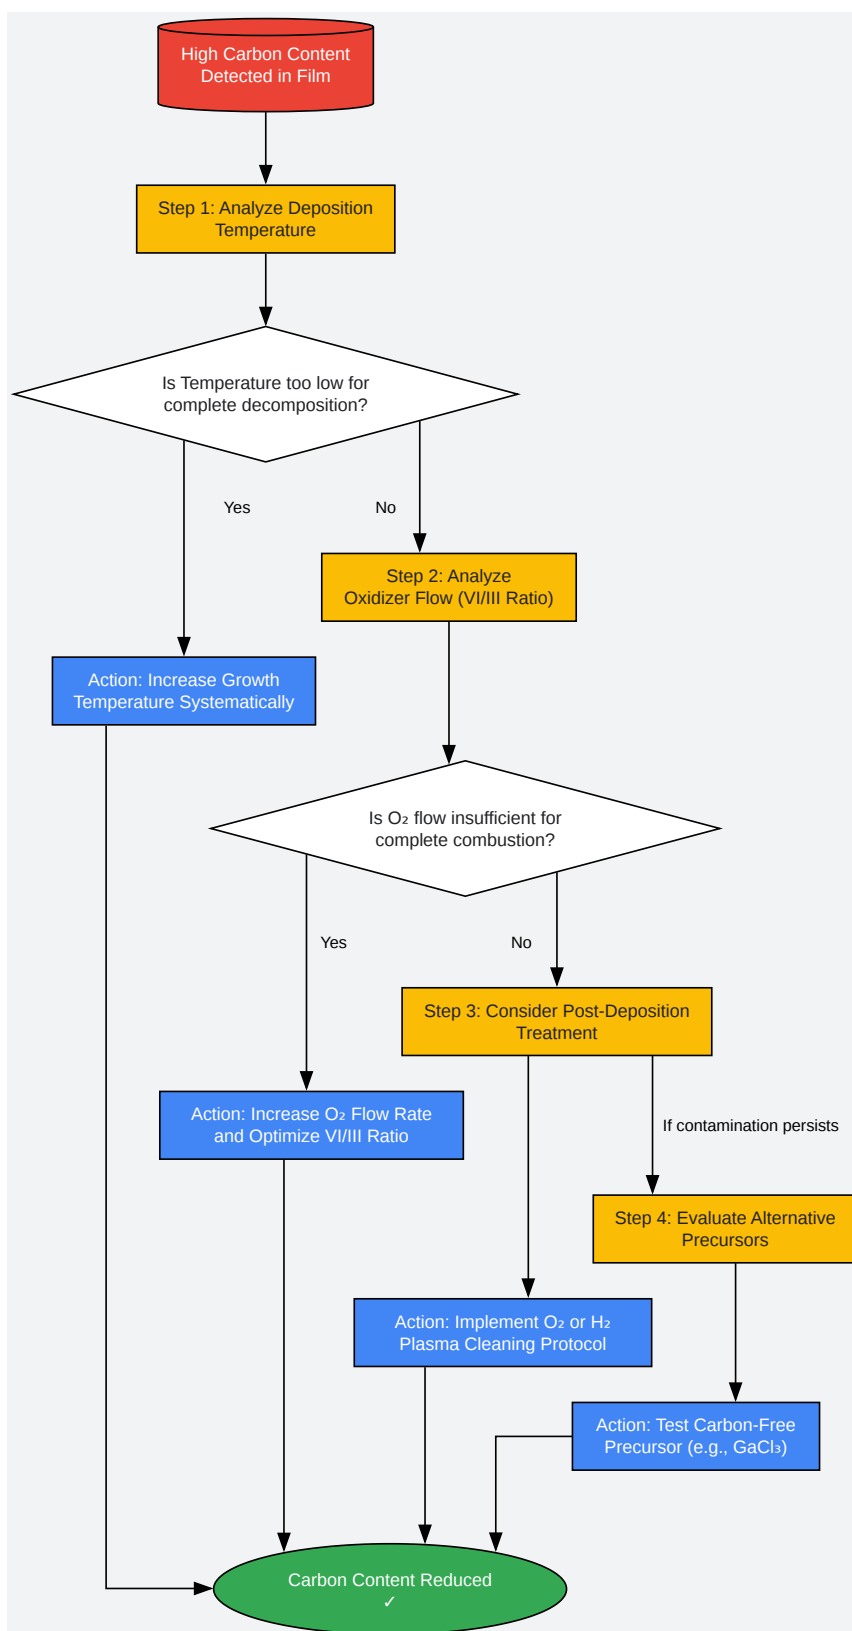 High Carbon Content
Detected in Film
Step 1: Analyze Deposition
Temperature
Is Temperature too low for
complete decomposition?
Yes
No
Step 2: Analyze
Oxidizer Flow (VI/III Ratio)
Action: Increase Growth
Temperature Systematically
Is O₂ flow insufficient for
complete combustion?
Yes
No
Step 3: Consider Post-Deposition
Treatment
Action: Increase O₂ Flow Rate
and Optimize VI/III Ratio
If contamination persists
Step 4: Evaluate Alternative
Precursors
Action: Implement O₂ or H₂
Plasma Cleaning Protocol
Action: Test Carbon-Free
Precursor (e.g., GaCl₃)
Carbon Content Reduced
✓